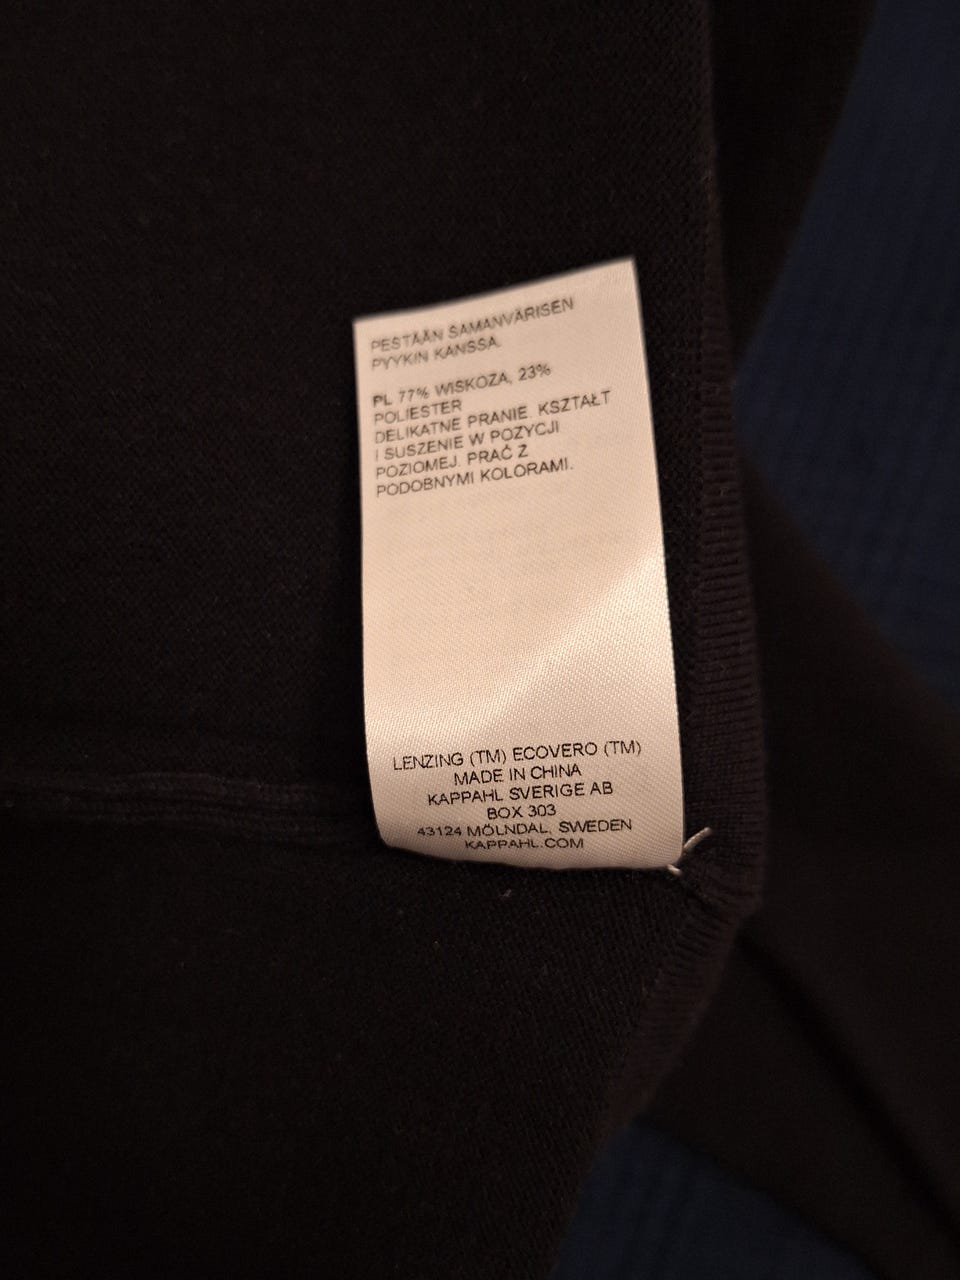 PESTÄÄN SAMANVÄRISEN
PYYKIN KANSSA.
PL 77% WISKOZA, 23%
POLIESTER
DELIKATNE PRANIE. KSZTAŁT
I SUSZENIE W POZYCJI
POZIOMEJ. PRAĆ Z
PODOBNYMI KOLORAMI.
LENZING (TM) ECOVERO (TM)
MADE IN CHINA
KAPPAHL SVERIGE AB
BOX 303
43124 MÖLNDAL, SWEDEN
KAPPAHL.COM